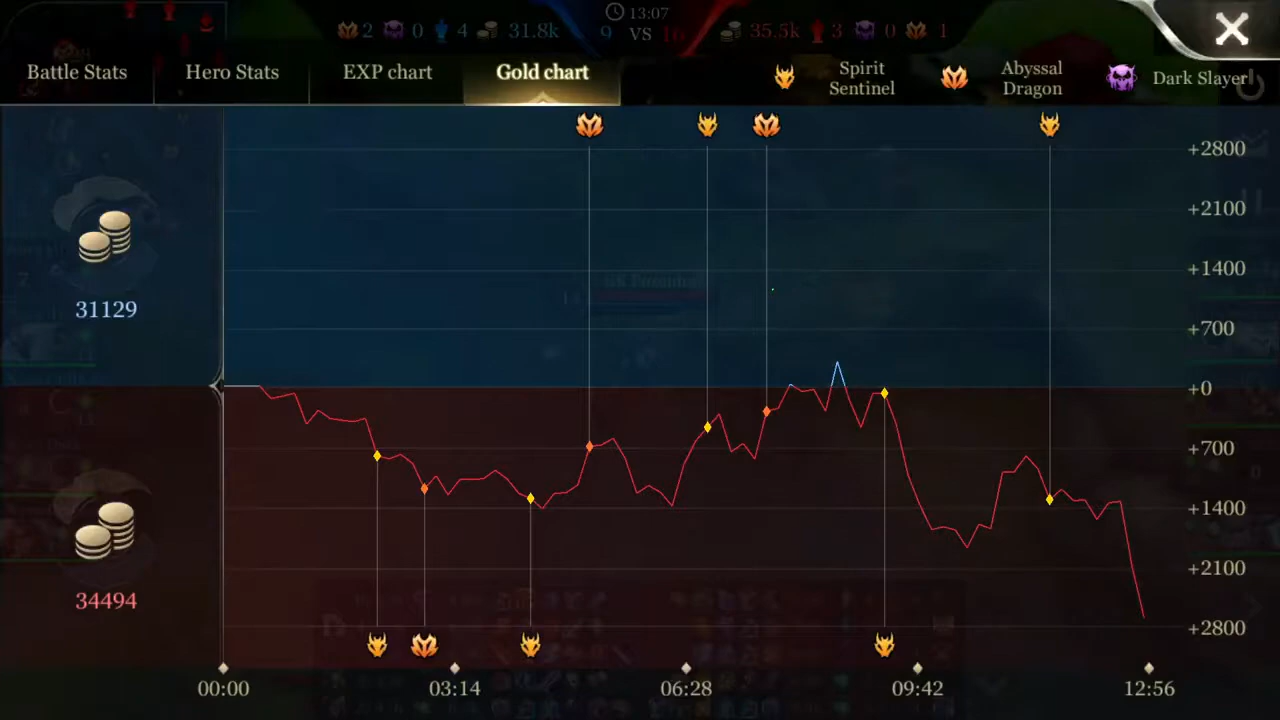 13:07
2 0 4 31.8k 9 VS 10 35.5k 3 0 1
Battle Stats
Hero Stats
EXP chart
Gold chart
Spirit
Sentinel
Abyssal
Dragon
Dark Slayer
+2800
+2100
+1400
+700
+0
+700
+1400
+2100
+2800
31129
34494
00:00
03:14
06:28
09:42
12:56